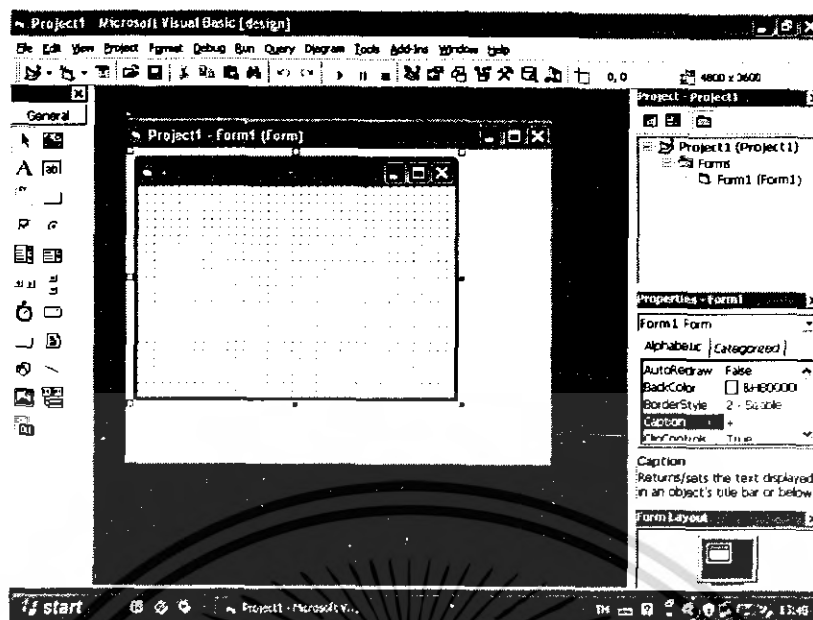 Project1 - Microsoft Visual Basic [design]
File Edit View Project Format Debug Run Query Diagram Tools Add-Ins Window Help
0, 0 4800 x 3600
General
Project1 - Form1 (Form)
Project - Project1
Project1 (Project1)
Forms
Form1 (Form1)
Properties - Form1
Form1 Form
Alphabetic Categorized
AutoRedraw False
BackColor
BorderStyle 2 - Sizable
Caption
ClipControls True
Caption
Returns/sets the text displayed
in an object's title bar or below
Form Layout
start Project1 - Microsoft V... TH 13:48